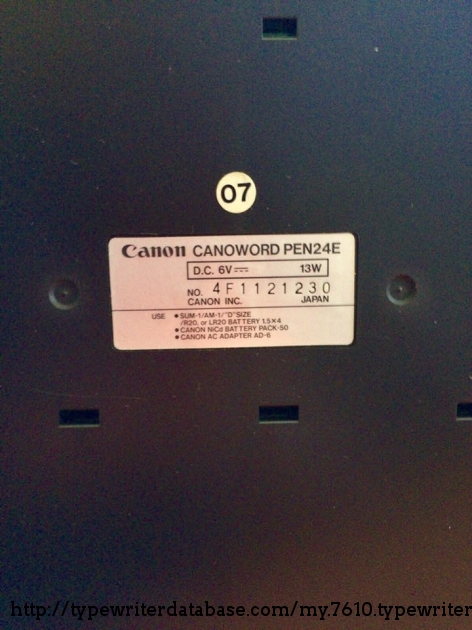 07
Canon CANOWORD PEN24E
D.C. 6V⎓ 13W
NO. 4F1121230
CANON INC. JAPAN
USE •SUM-1/AM-1/"D"SIZE
/R20, or LR20 BATTERY 1.5×4
•CANON NiCd BATTERY PACK-50
•CANON AC ADAPTER AD-6
http://typewriterdatabase.com/my.7610.typewriter